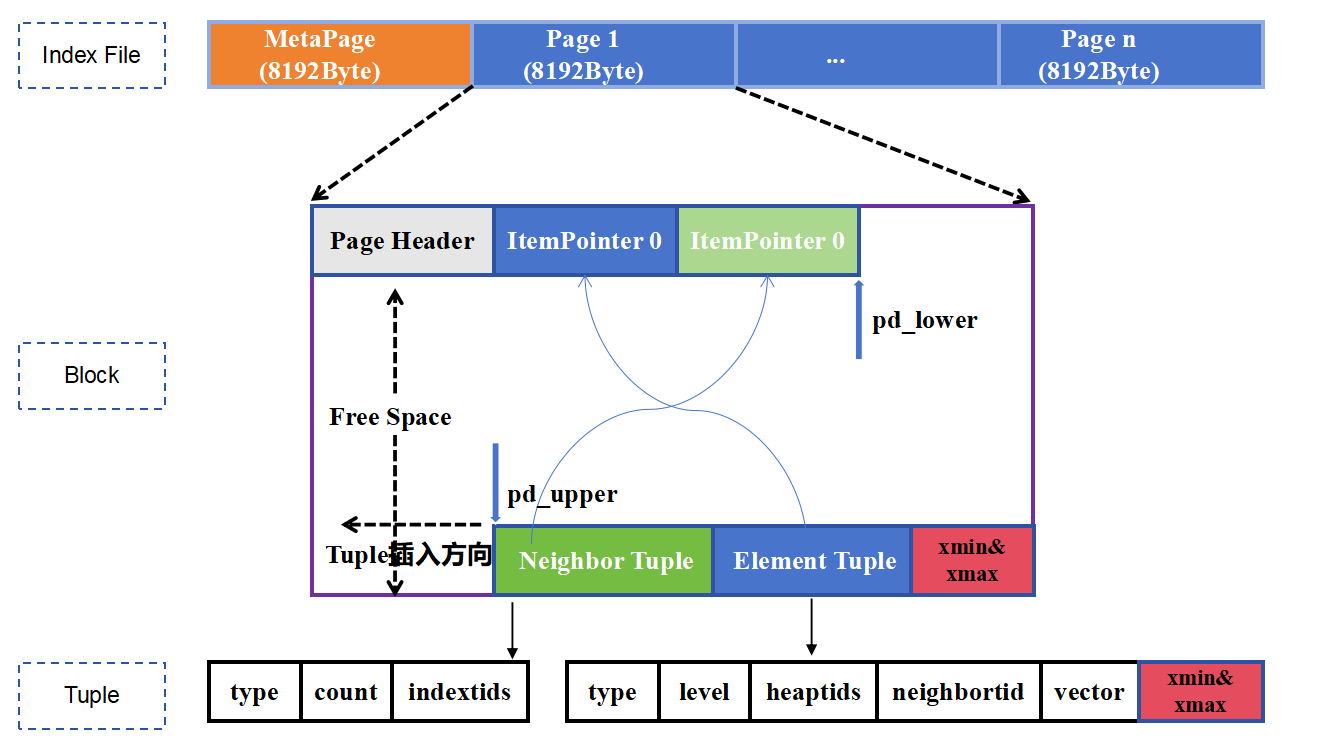 Index File
MetaPage
(8192Byte)
Page 1
(8192Byte)
...
Page n
(8192Byte)
Page Header
ItemPointer 0
ItemPointer 0
pd_lower
Block
Free Space
pd_upper
Tuple插入方向
Neighbor Tuple
Element Tuple
xmin&
xmax
Tuple
type
count
indextids
type
level
heaptids
neighbortid
vector
xmin&
xmax